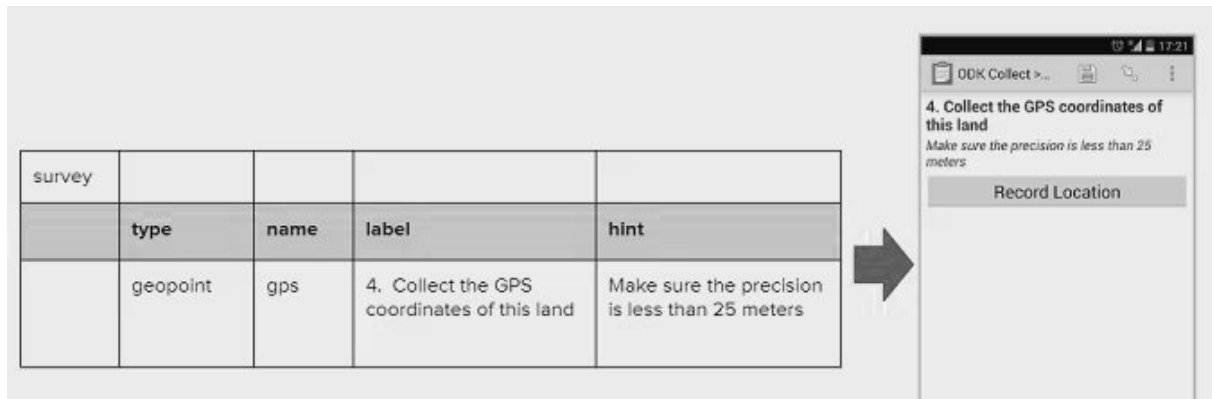 survey
type name label hint
geopoint gps 4. Collect the GPS Make sure the precision
coordinates of this land is less than 25 meters
17:21
ODK Collect >...
4. Collect the GPS coordinates of
this land
Make sure the precision is less than 25
meters
Record Location